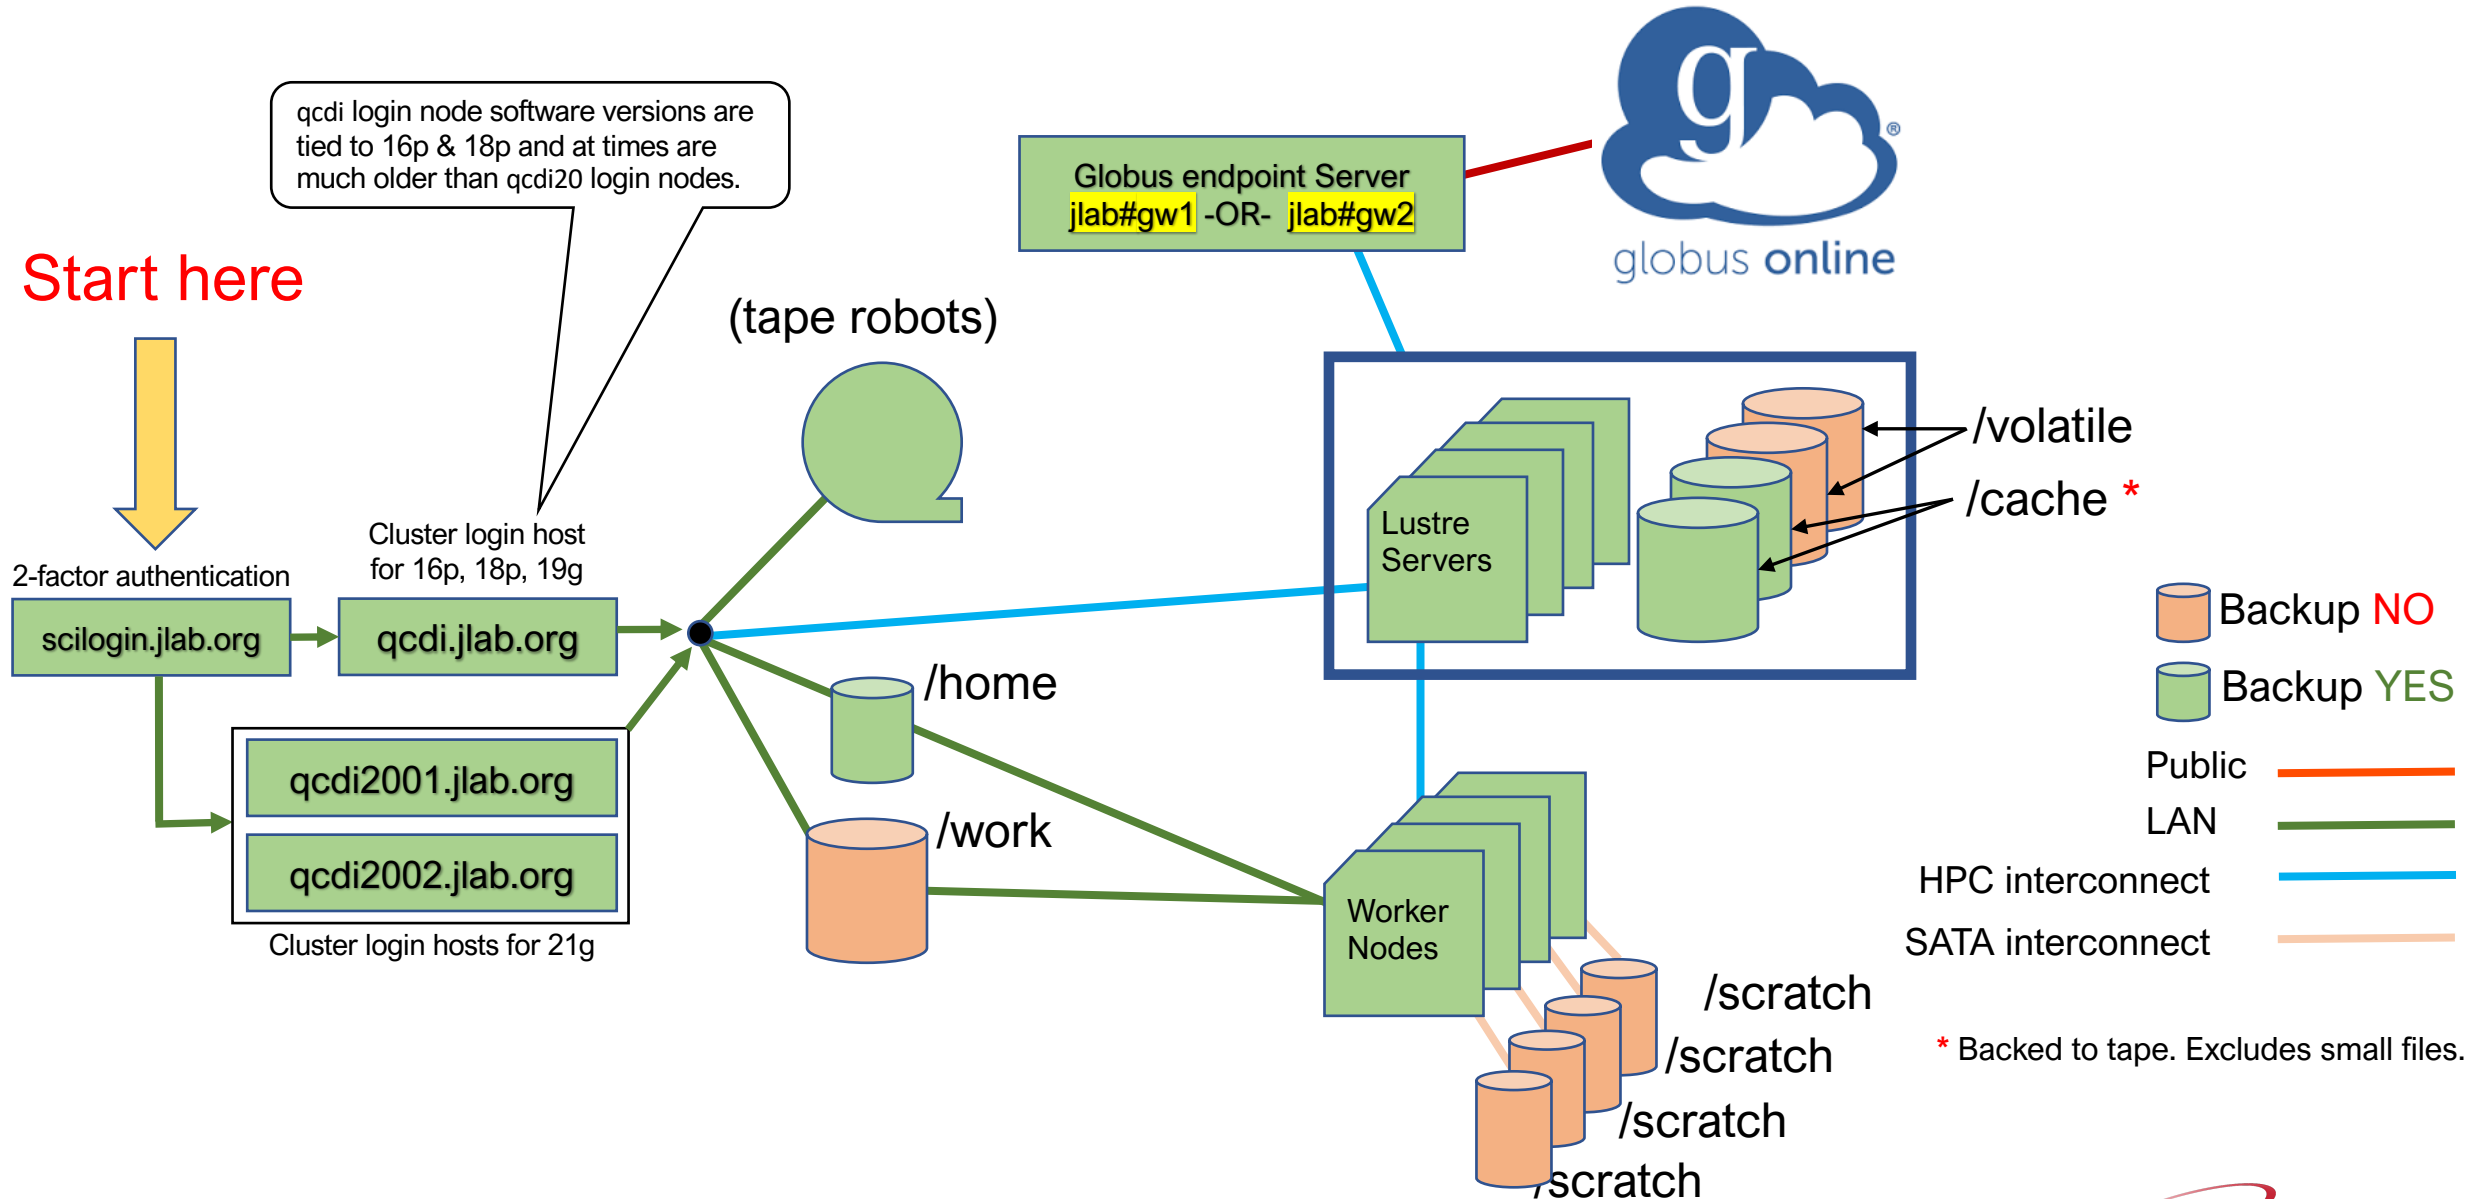 qcdi login node software versions are
tied to 16p & 18p and at times are
much older than qcdi20 login nodes.
g
®
globus online
Globus endpoint Server
jlab#gw1 -OR- jlab#gw2
Start here
(tape robots)
/volatile
/cache *
Lustre
Servers
Cluster login host
for 16p, 18p, 19g
2-factor authentication
scilogin.jlab.org
qcdi.jlab.org
Backup NO
Backup YES
/home
qcdi2001.jlab.org
qcdi2002.jlab.org
Cluster login hosts for 21g
/work
Public
LAN
HPC interconnect
SATA interconnect
Worker
Nodes
/scratch
/scratch
/scratch
/scratch
* Backed to tape. Excludes small files.